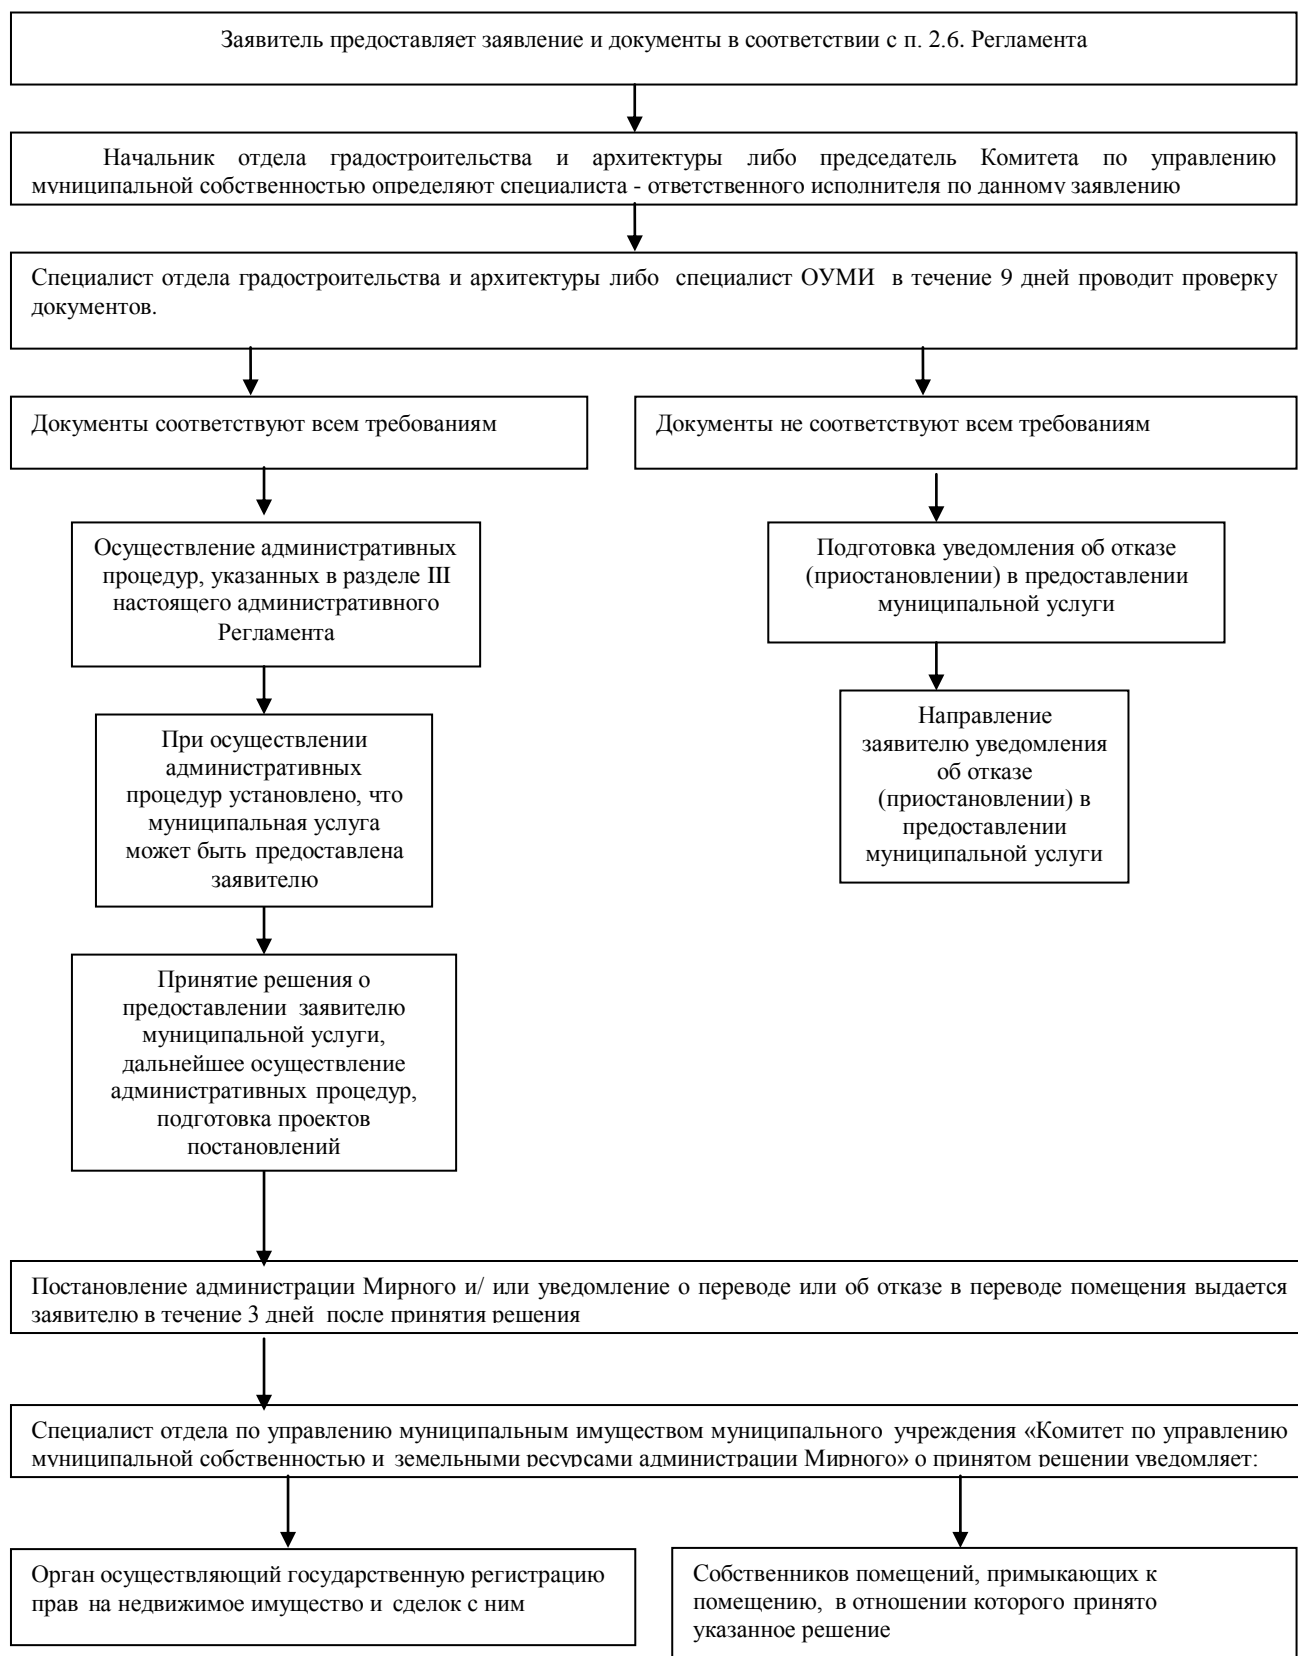 Заявитель предоставляет заявление и документы в соответствии с п. 2.6. Регламента
Начальник отдела градостроительства и архитектуры либо председатель Комитета по управлению
муниципальной собственностью определяют специалиста - ответственного исполнителя по данному заявлению
Специалист отдела градостроительства и архитектуры либо специалист ОУМИ в течение 9 дней проводит проверку
документов.
Документы соответствуют всем требованиям
Документы не соответствуют всем требованиям
Осуществление административных
процедур, указанных в разделе III
настоящего административного
Регламента
Подготовка уведомления об отказе
(приостановлении) в предоставлении
муниципальной услуги
При осуществлении
административных
процедур установлено, что
муниципальная услуга
может быть предоставлена
заявителю
Направление
заявителю уведомления
об отказе
(приостановлении) в
предоставлении
муниципальной услуги
Принятие решения о
предоставлении заявителю
муниципальной услуги,
дальнейшее осуществление
административных процедур,
подготовка проектов
постановлений
Постановление администрации Мирного и/ или уведомление о переводе или об отказе в переводе помещения выдается
заявителю в течение 3 дней после принятия решения
Специалист отдела по управлению муниципальным имуществом муниципального учреждения «Комитет по управлению
муниципальной собственностью и земельными ресурсами администрации Мирного» о принятом решении уведомляет:
Орган осуществляющий государственную регистрацию
прав на недвижимое имущество и сделок с ним
Собственников помещений, примыкающих к
помещению, в отношении которого принято
указанное решение